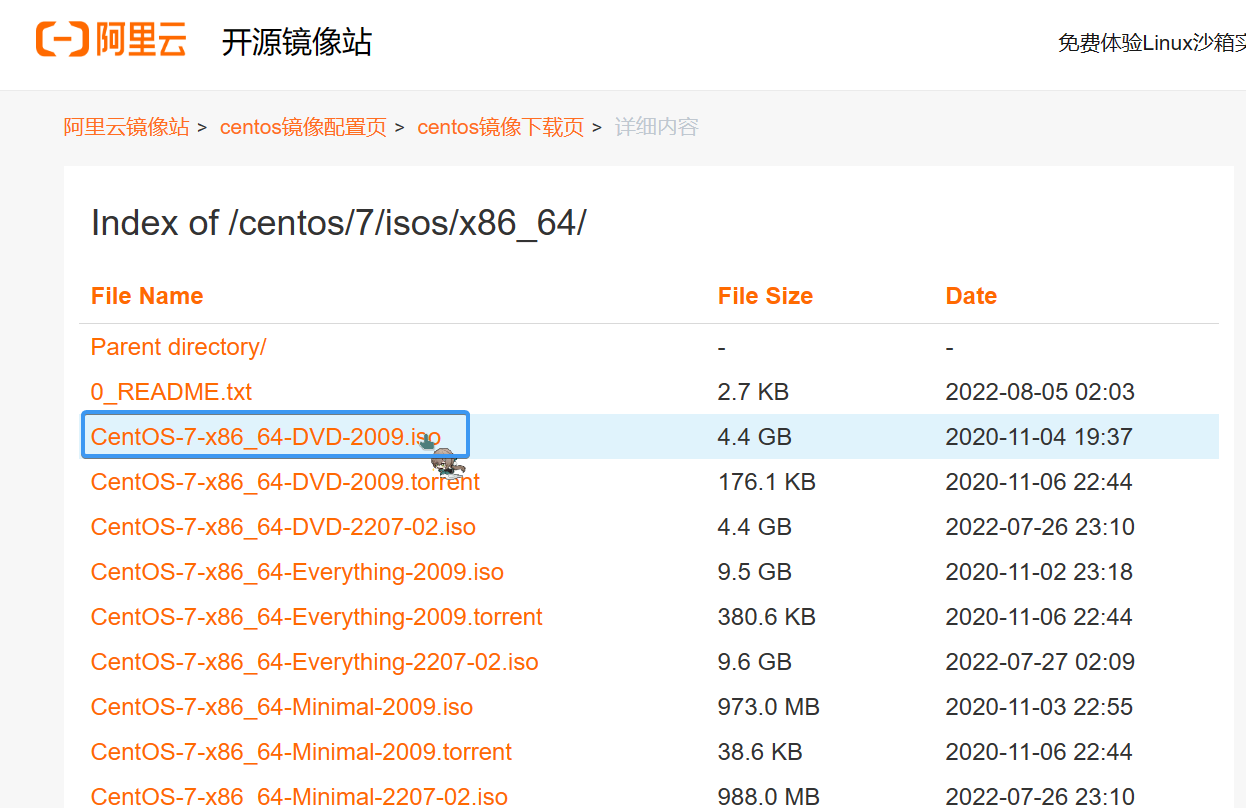 阿里云 开源镜像站 免费体验Linux沙箱实
阿里云镜像站 > centos镜像配置页 > centos镜像下载页 > 详细内容
Index of /centos/7/isos/x86_64/
File Name File Size Date
Parent directory/ - -
0_README.txt 2.7 KB 2022-08-05 02:03
CentOS-7-x86_64-DVD-2009.iso 4.4 GB 2020-11-04 19:37
CentOS-7-x86_64-DVD-2009.torrent 176.1 KB 2020-11-06 22:44
CentOS-7-x86_64-DVD-2207-02.iso 4.4 GB 2022-07-26 23:10
CentOS-7-x86_64-Everything-2009.iso 9.5 GB 2020-11-02 23:18
CentOS-7-x86_64-Everything-2009.torrent 380.6 KB 2020-11-06 22:44
CentOS-7-x86_64-Everything-2207-02.iso 9.6 GB 2022-07-27 02:09
CentOS-7-x86_64-Minimal-2009.iso 973.0 MB 2020-11-03 22:55
CentOS-7-x86_64-Minimal-2009.torrent 38.6 KB 2020-11-06 22:44
CentOS-7-x86_64-Minimal-2207-02.iso 988.0 MB 2022-07-26 23:10